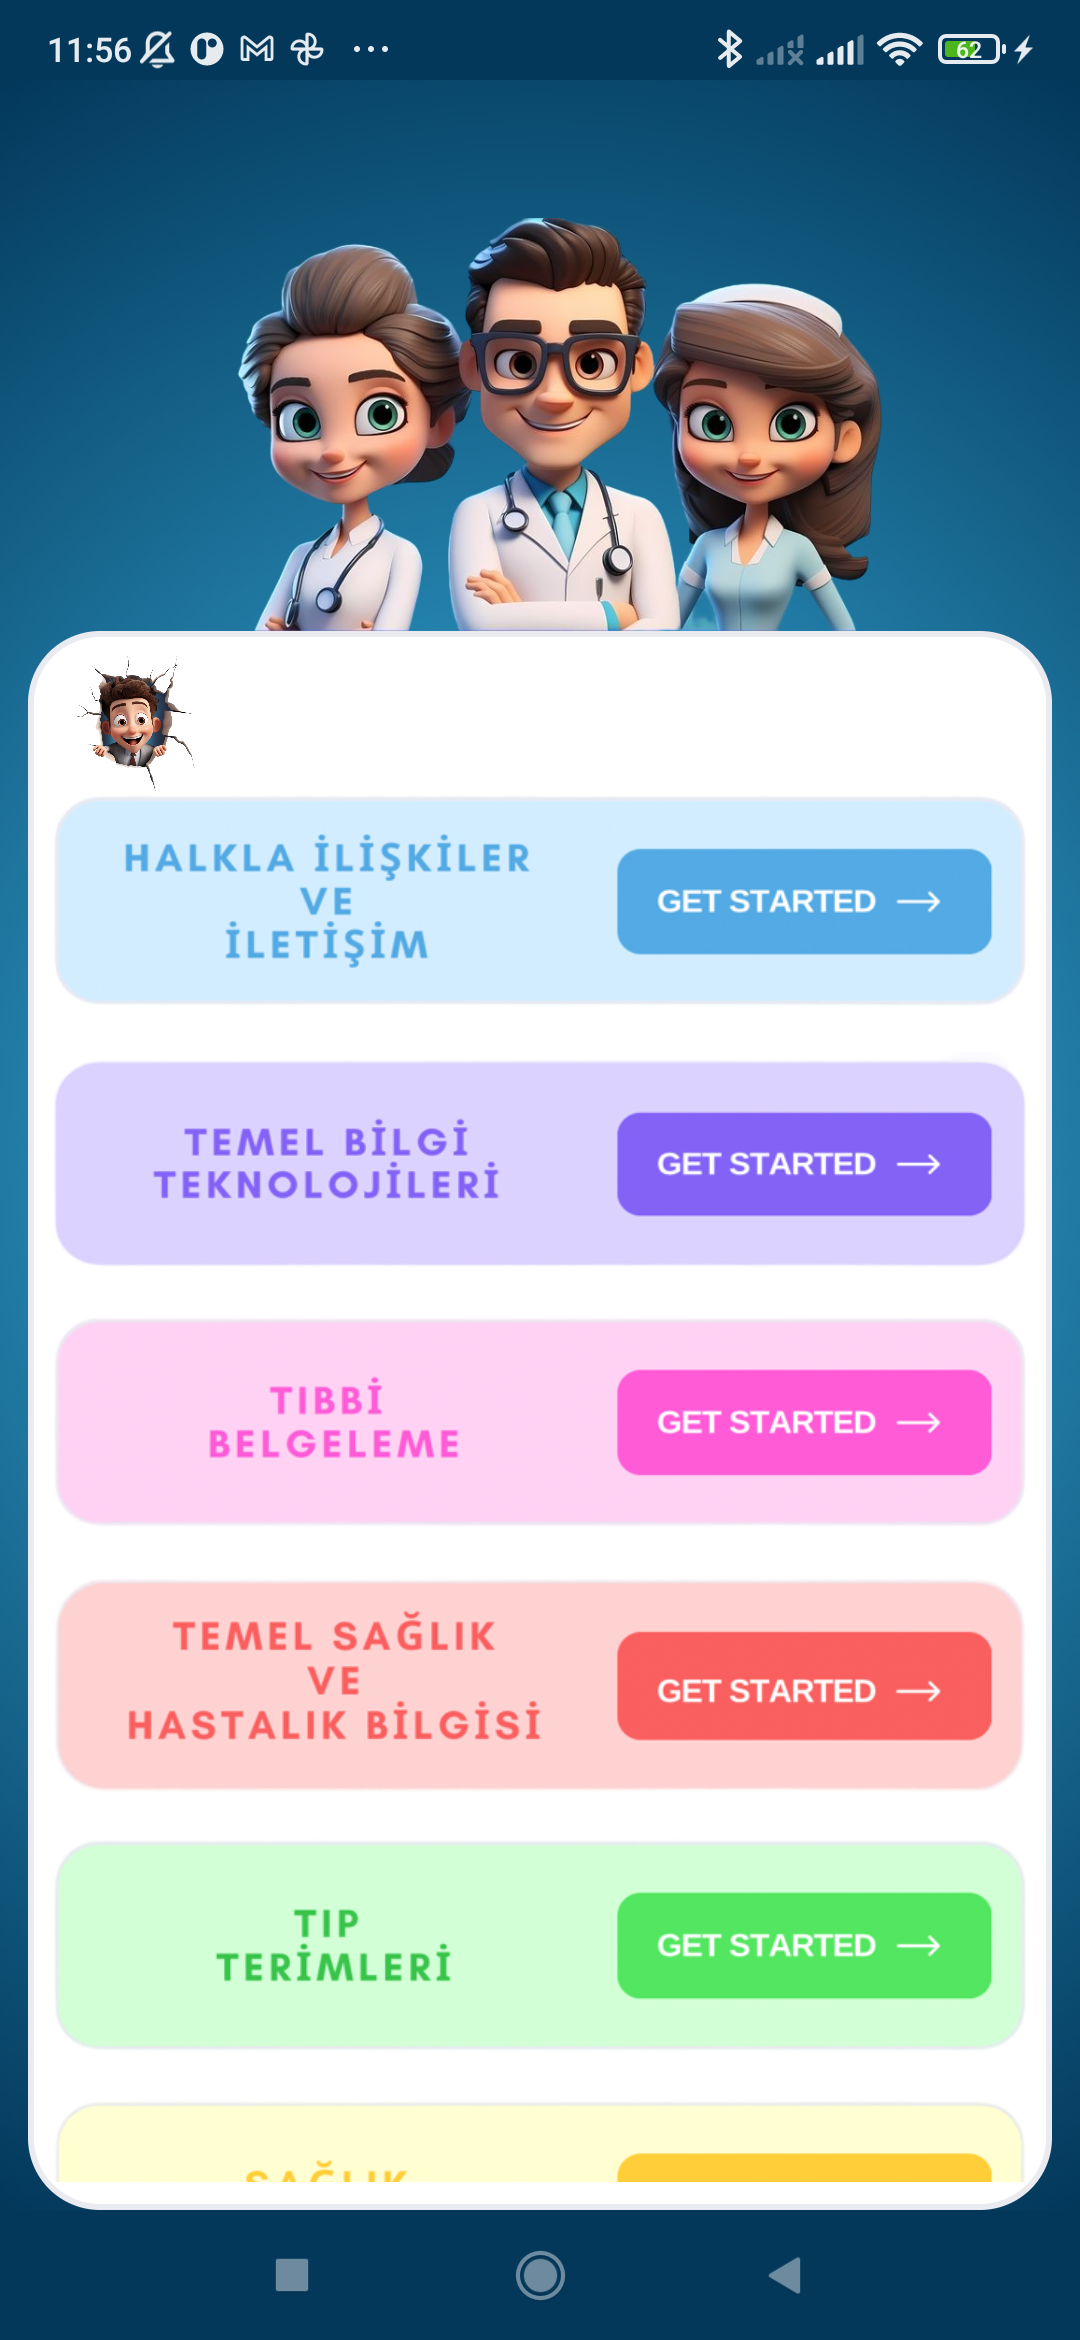 11:56
62
HALKLA İLİŞKİLER
VE
İLETİŞİM
GET STARTED
TEMEL BİLGİ
TEKNOLOJİLERİ
GET STARTED
TIBBİ
BELGELEME
GET STARTED
TEMEL SAĞLIK
VE
HASTALIK BİLGİSİ
GET STARTED
TIP
TERİMLERİ
GET STARTED
SAĞLIK